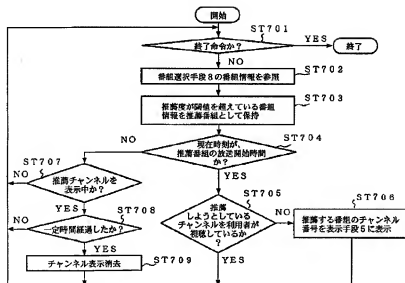 開始
ST701
終了命令か?
YES
終了
NO
ST702
番組選択手段8の番組情報を参照
ST703
推薦度が閾値を超えている番組
情報を推薦番組として保持
ST704
現在時刻が、
推薦番組の放送開始時間
か?
NO
YES
ST707
推薦チャンネルを
表示中か?
NO
YES
ST708
一定時間経過したか?
NO
YES
ST709
チャンネル表示消去
ST705
推薦
しようとしている
チャンネルを利用者が
視聴しているか
?
NO
YES
ST706
推薦する番組のチャンネル
番号を表示手段5に表示